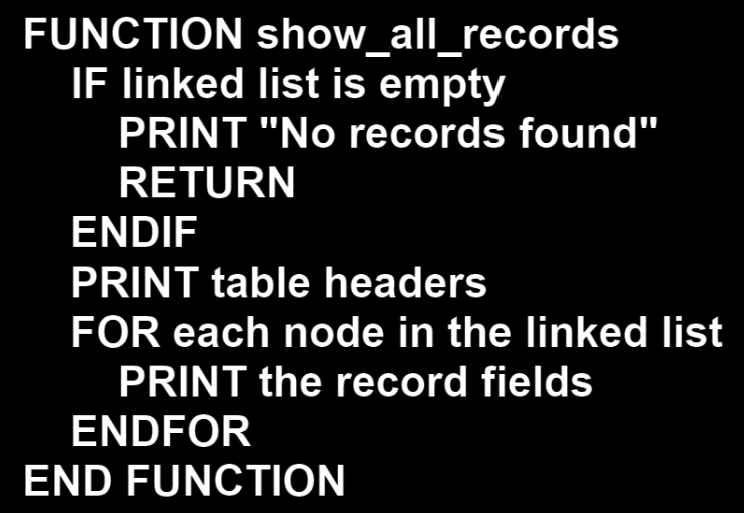 FUNCTION show_all_records
IF linked list is empty
PRINT "No records found"
RETURN
ENDIF
PRINT table headers
FOR each node in the linked list
PRINT the record fields
ENDFOR
END FUNCTION